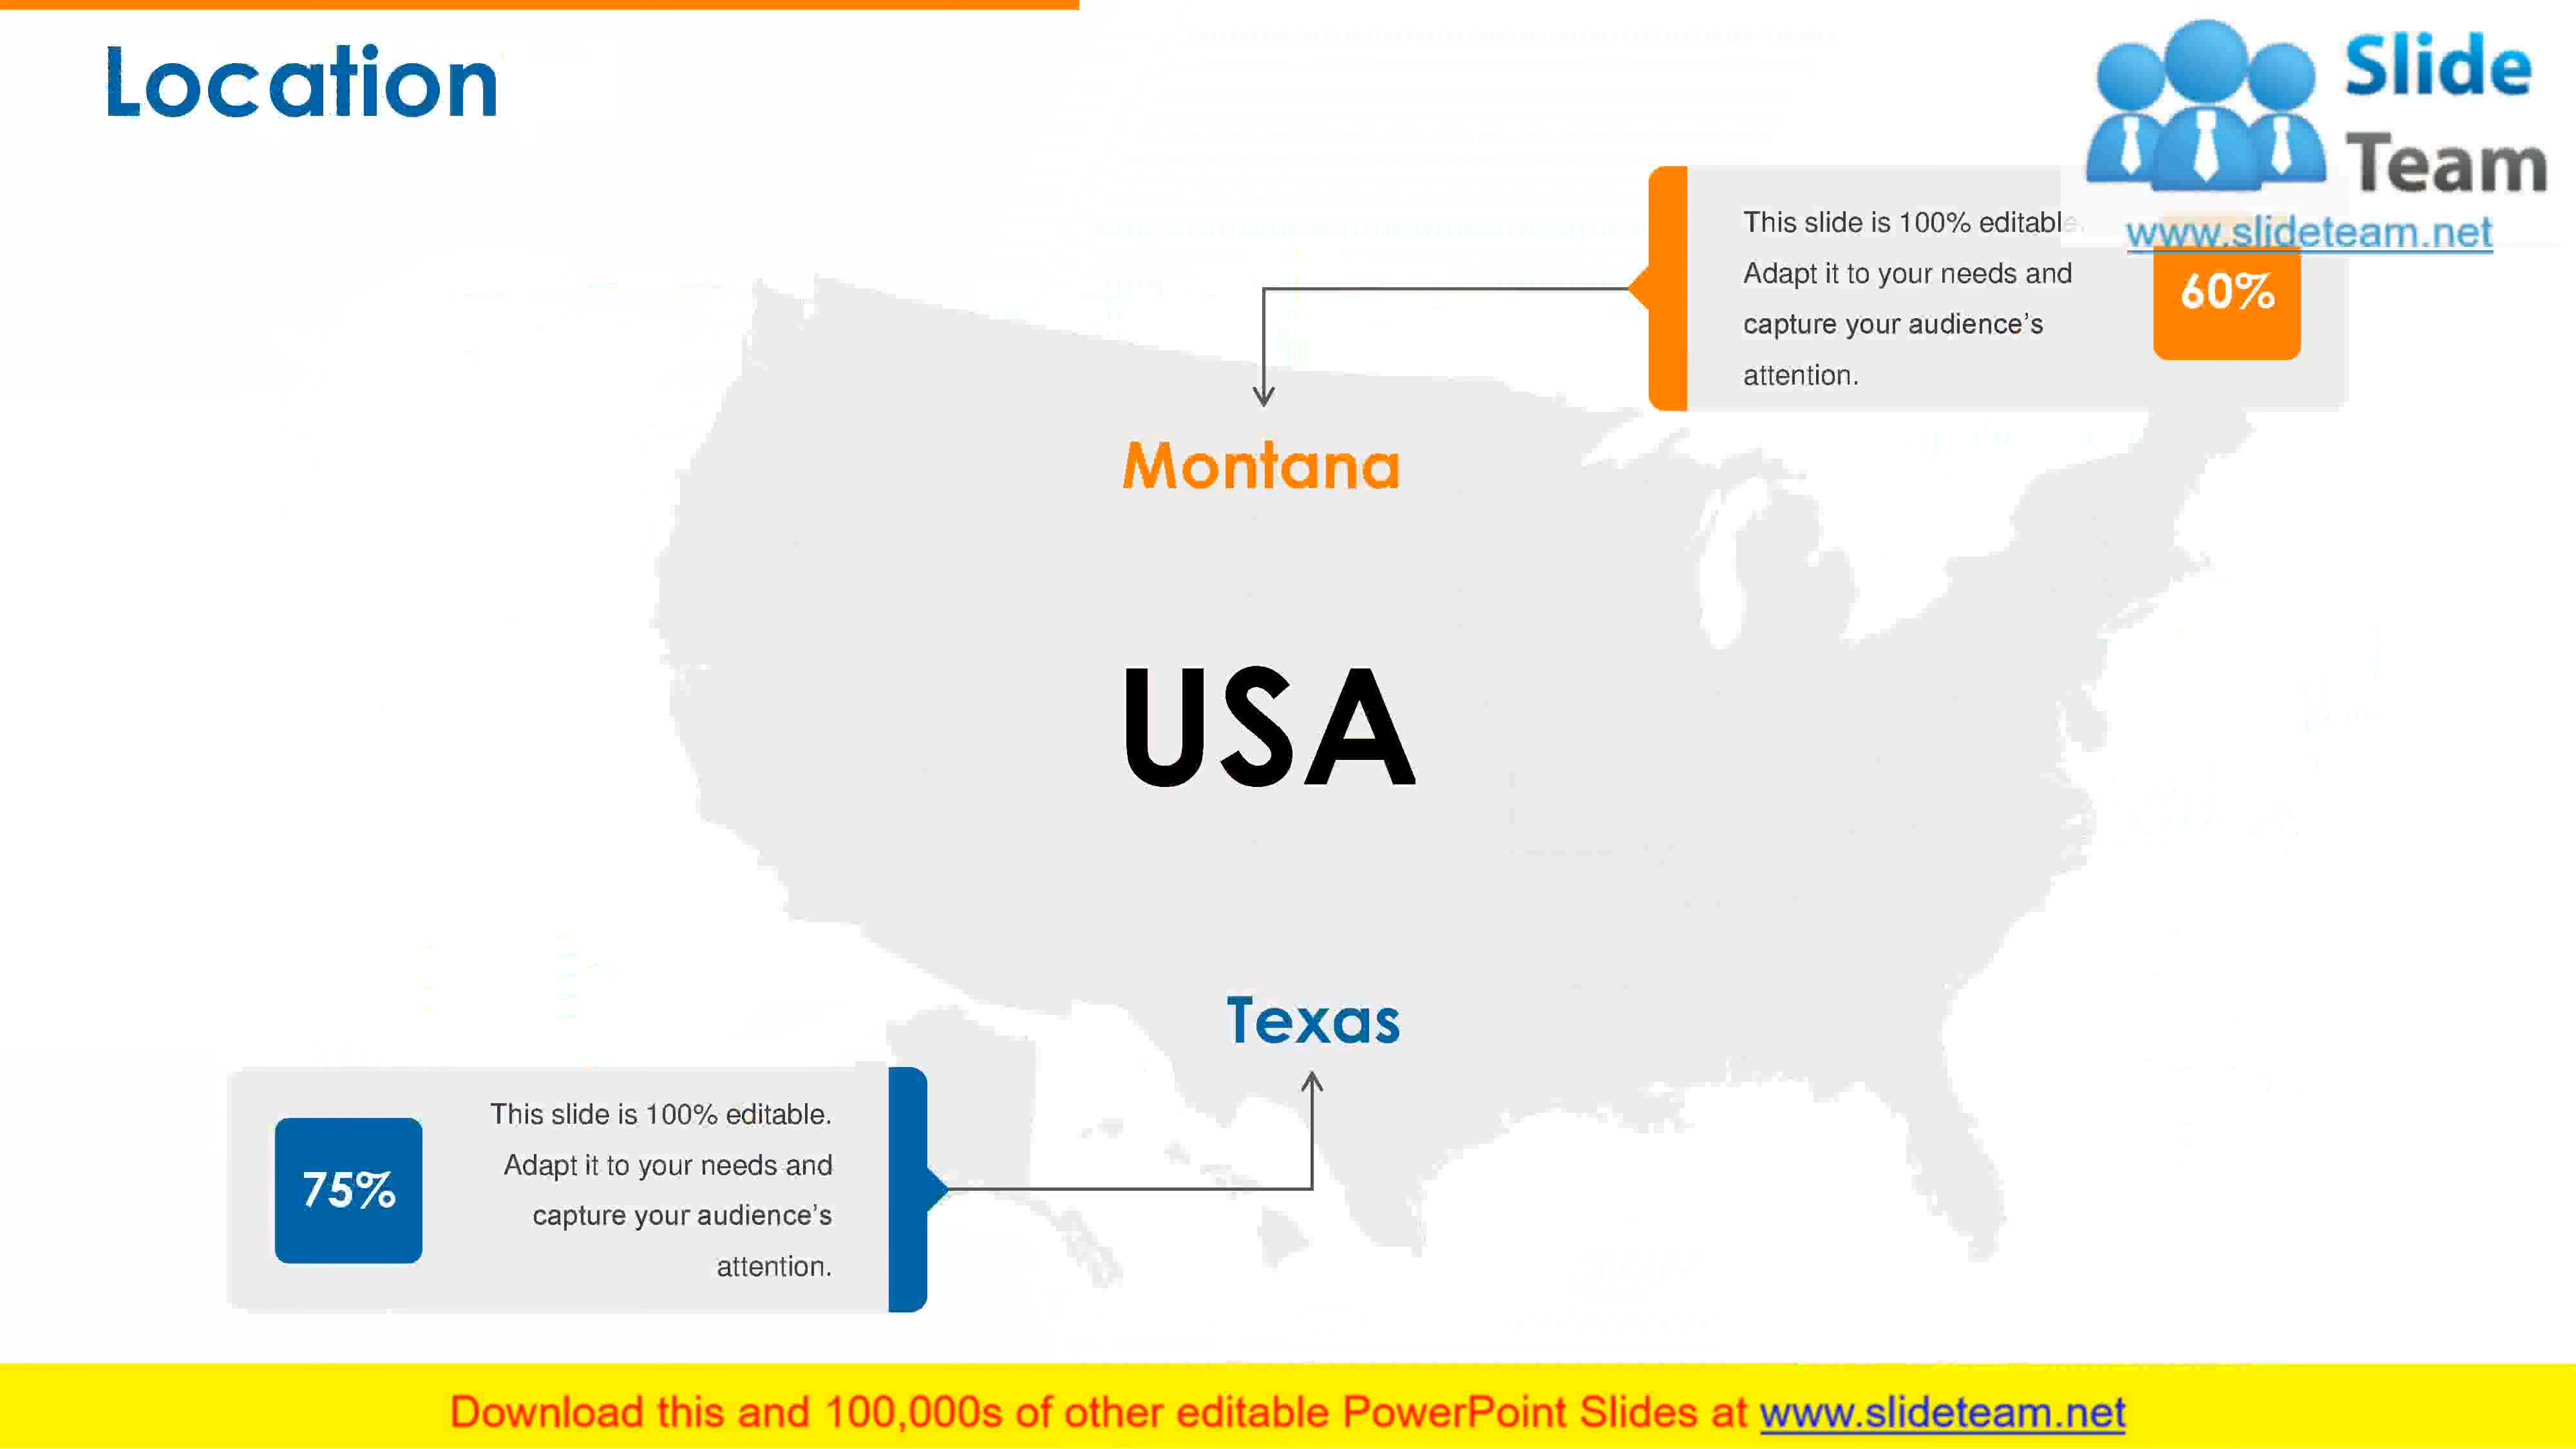 Location
Slide
Team
www.slideteam.net
This slide is 100% editable.
Adapt it to your needs and
capture your audience's
attention.
60%
Montana
USA
Texas
75%
This slide is 100% editable.
Adapt it to your needs and
capture your audience's
attention.
Download this and 100,000s of other editable PowerPoint Slides at www.slideteam.net